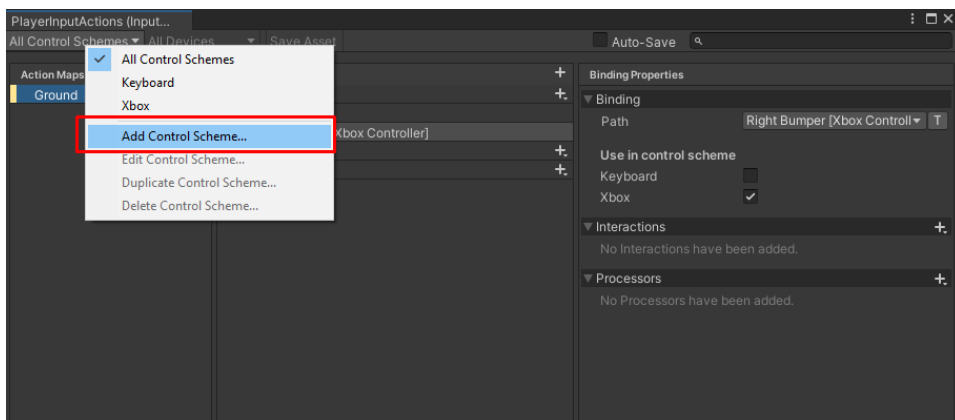 PlayerInputActions (Input...
All Control Schemes All Devices Save Asset Auto-Save
All Control Schemes
Keyboard
Xbox
Add Control Scheme...
Edit Control Scheme...
Duplicate Control Scheme...
Delete Control Scheme...
Action Maps
Ground
Xbox Controller]
Binding Properties
Binding
Path Right Bumper [Xbox Controll T
Use in control scheme
Keyboard
Xbox
Interactions
No Interactions have been added.
Processors
No Processors have been added.